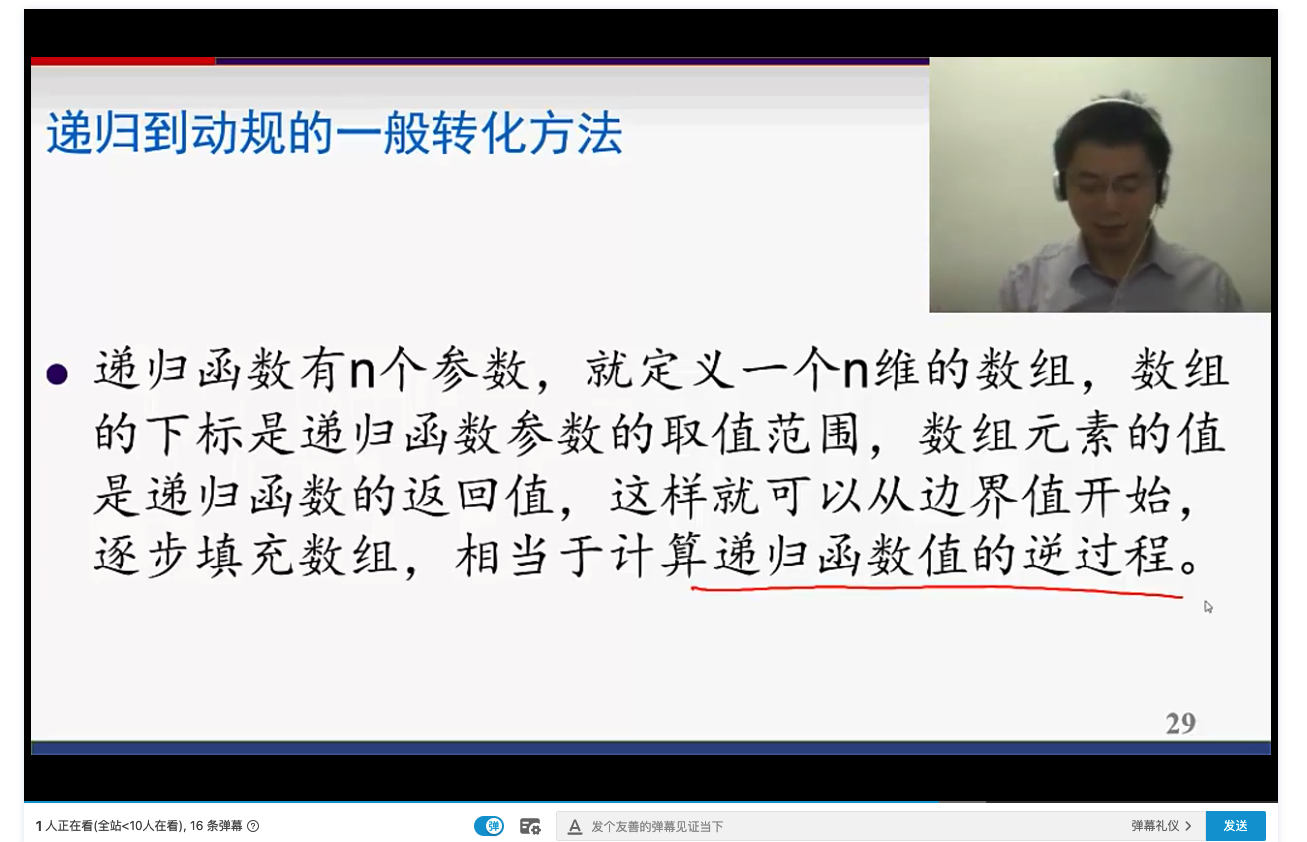 递归到动规的一般转化方法
递归函数有n个参数，就定义一个n维的数组，数组
的下标是递归函数参数的取值范围，数组元素的值
是递归函数的返回值，这样就可以从边界值开始，
逐步填充数组，相当于计算递归函数值的逆过程。
29
1 人正在看(全站<10人在看), 16 条弹幕 ?
弹
A 发个友善的弹幕见证当下
弹幕礼仪 >
发送